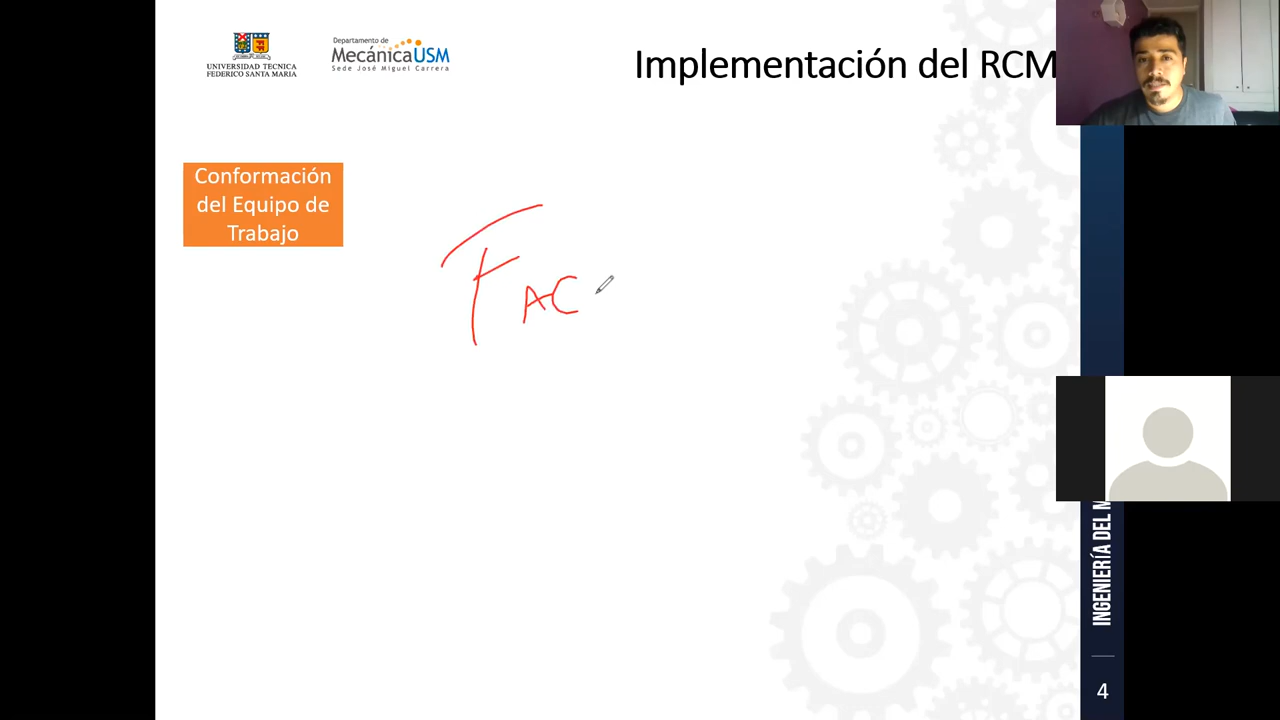 UNIVERSIDAD TECNICA
FEDERICO SANTA MARIA
Departamento de
MecánicaUSM
Sede José Miguel Carrera
Implementación del RCM
Conformación
del Equipo de
Trabajo
FAC
INGENIERÍA DEL
4